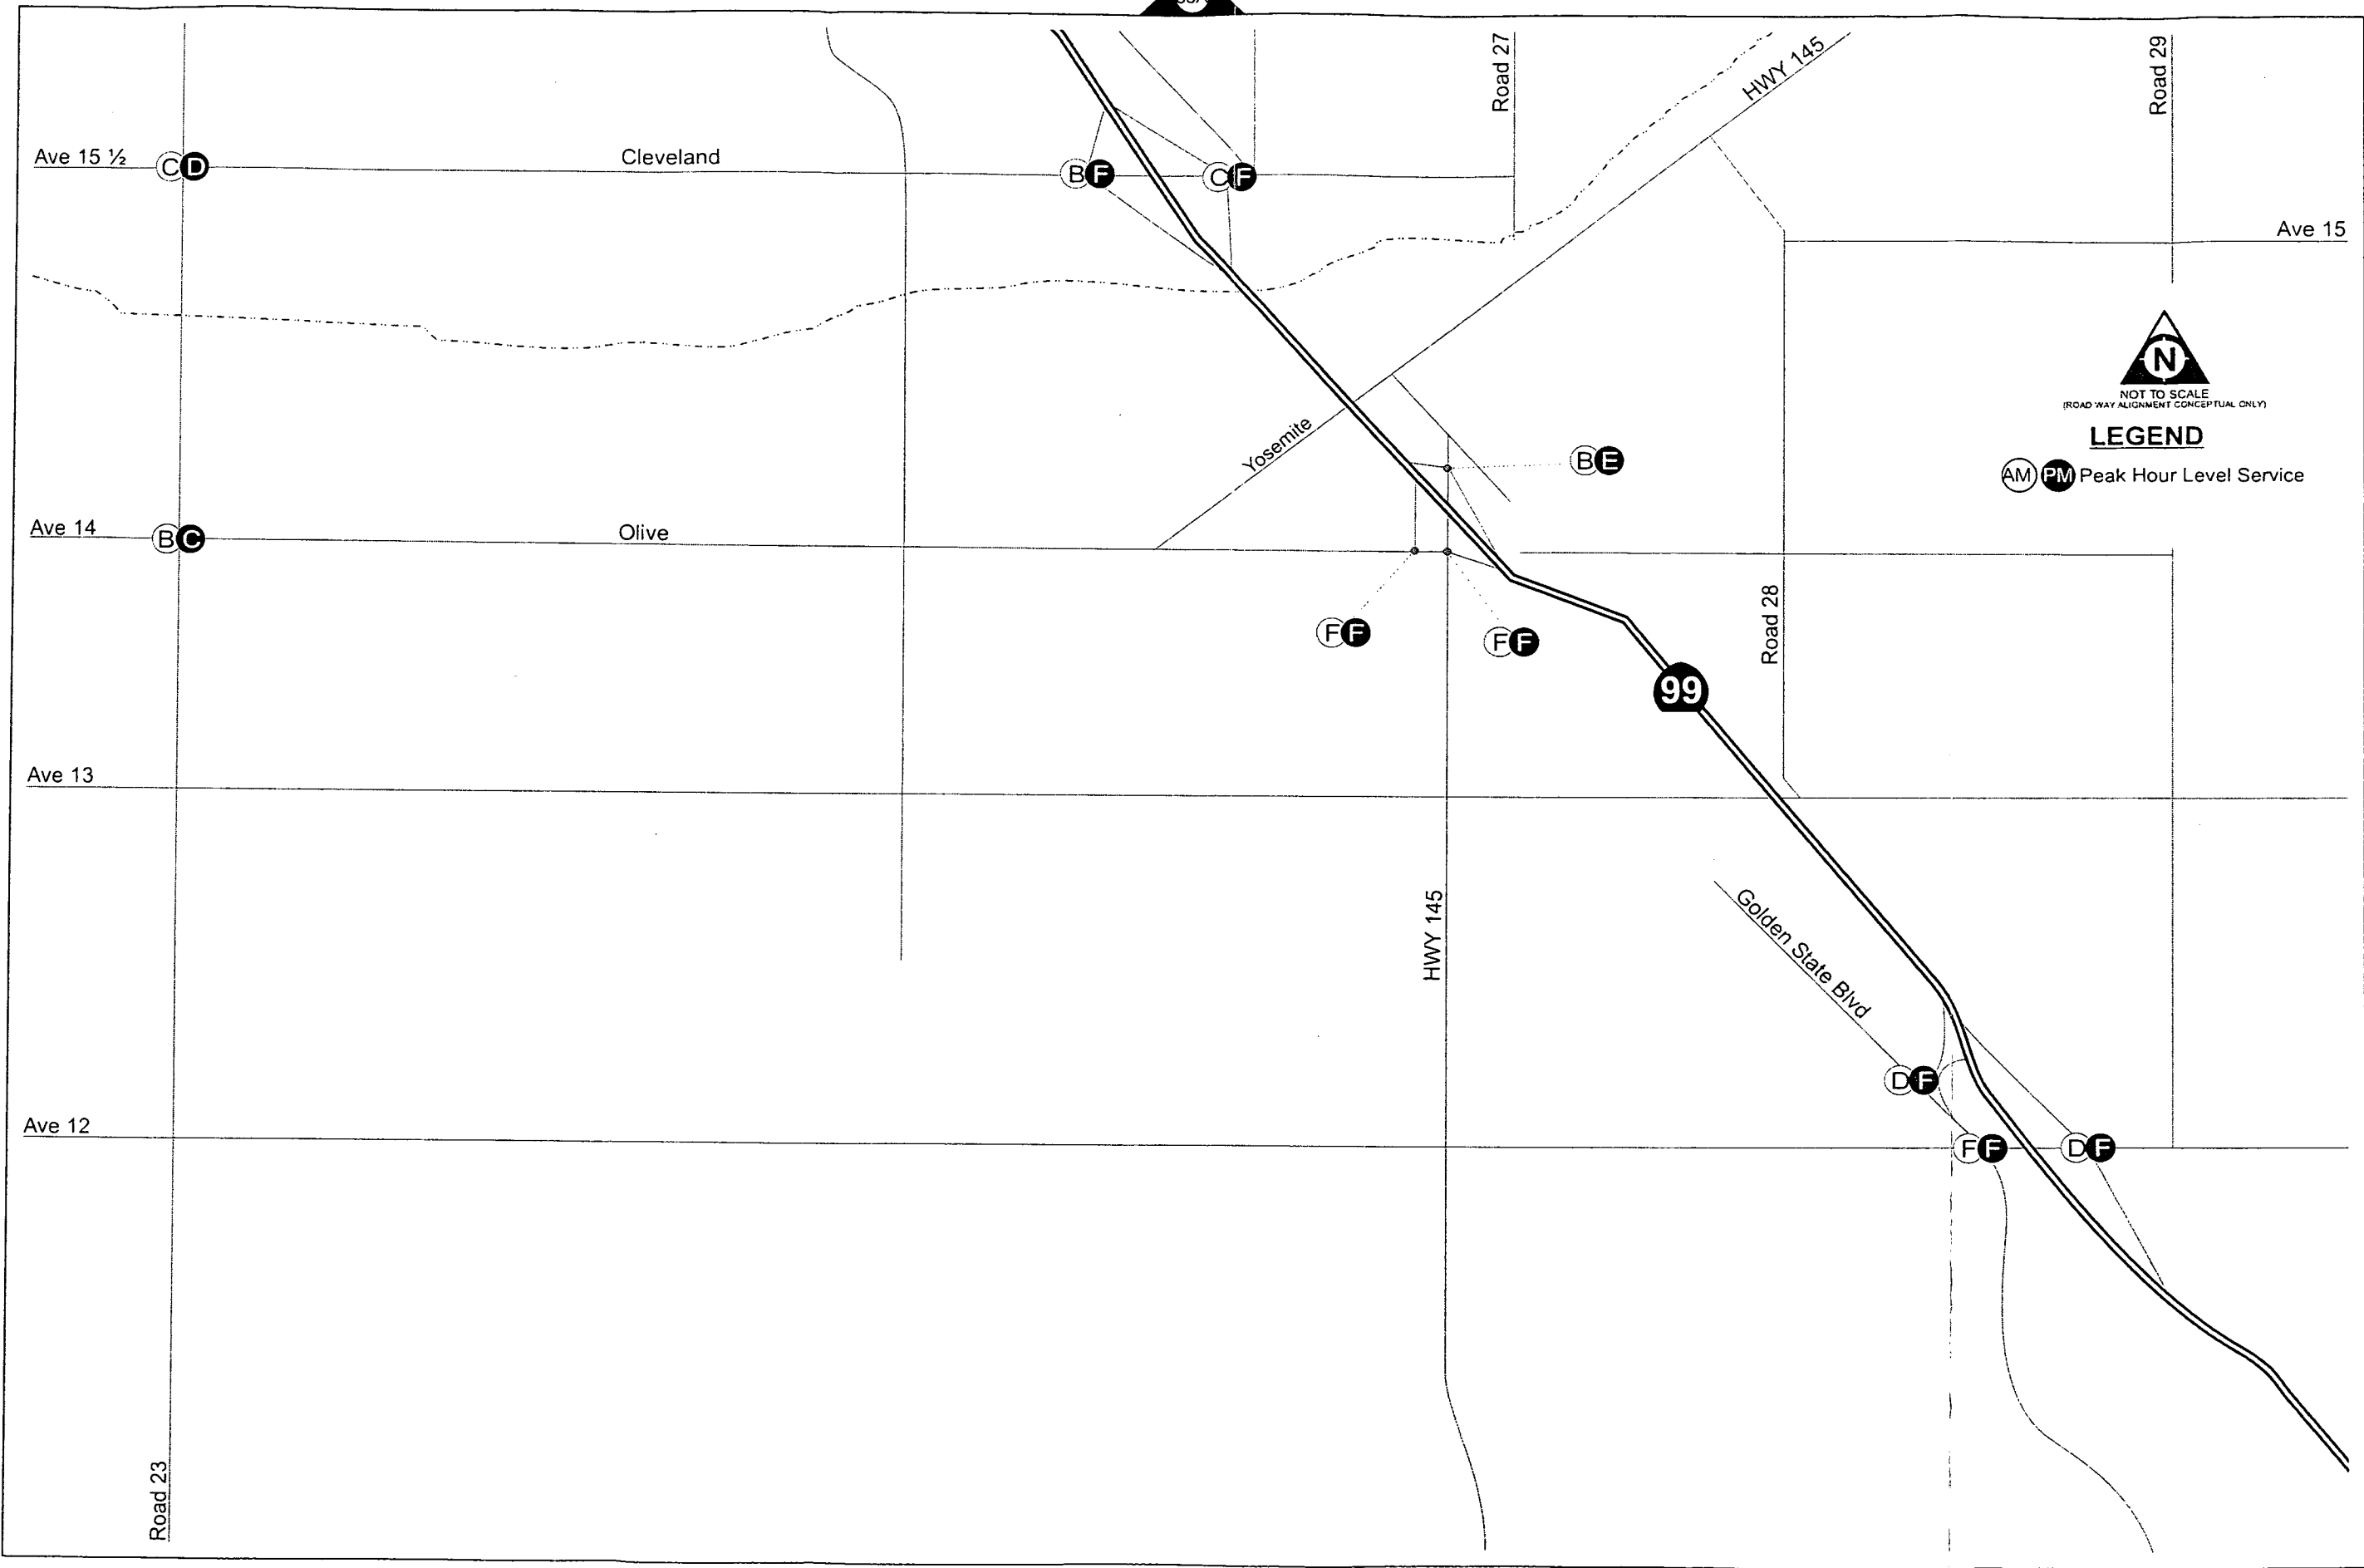 Road 27
HWY 145
Road 29
Ave 15 ½
C D
Cleveland
B F
C F
Ave 15
N
NOT TO SCALE
(ROAD WAY ALIGNMENT CONCEPTUAL ONLY)
LEGEND
AM PM Peak Hour Level Service
Yosemite
B E
Ave 14
B C
Olive
F F
F F
Road 28
99
Ave 13
HWY 145
Golden State Blvd
D F
Ave 12
F F
D F
Road 23